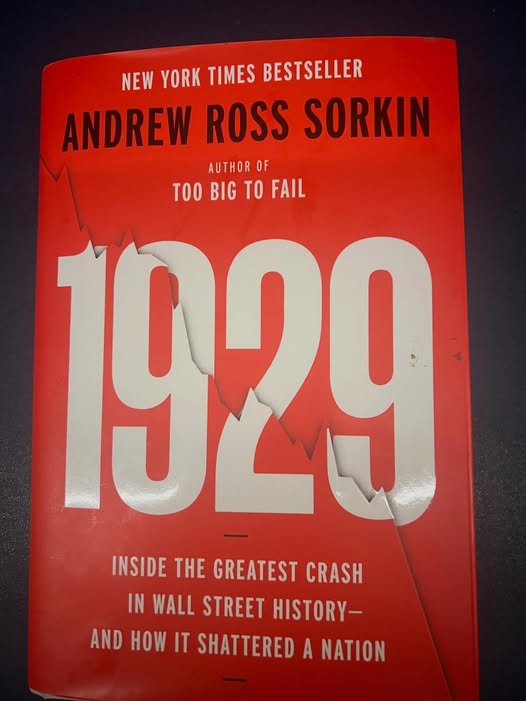 NEW YORK TIMES BESTSELLER
ANDREW ROSS SORKIN
AUTHOR OF
TOO BIG TO FAIL
1929
INSIDE THE GREATEST CRASH
IN WALL STREET HISTORY—
AND HOW IT SHATTERED A NATION